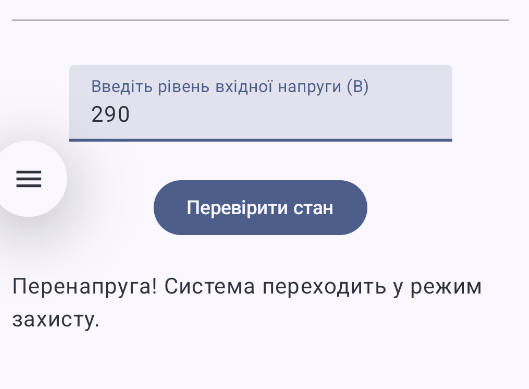 Введіть рівень вхідної напруги (В)
290
Перевірити стан
Перенапруга! Система переходить у режим
захисту.